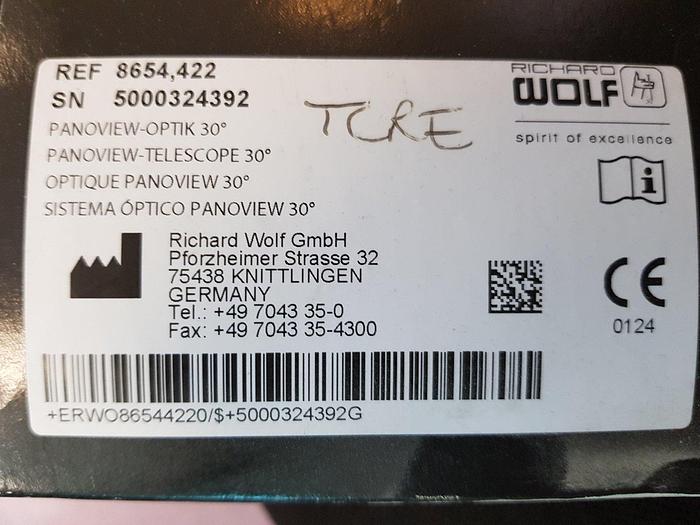 REF 8654,422
SN 5000324392
TCRE
RICHARD
WOLF
spirit of excellence
PANOVIEW-OPTIK 30°
PANOVIEW-TELESCOPE 30°
OPTIQUE PANOVIEW 30°
SISTEMA ÓPTICO PANOVIEW 30°
i
Richard Wolf GmbH
Pforzheimer Strasse 32
75438 KNITTLINGEN
GERMANY
Tel.: +49 7043 35-0
Fax: +49 7043 35-4300
CE
0124
+ERWO86544220/$+5000324392G